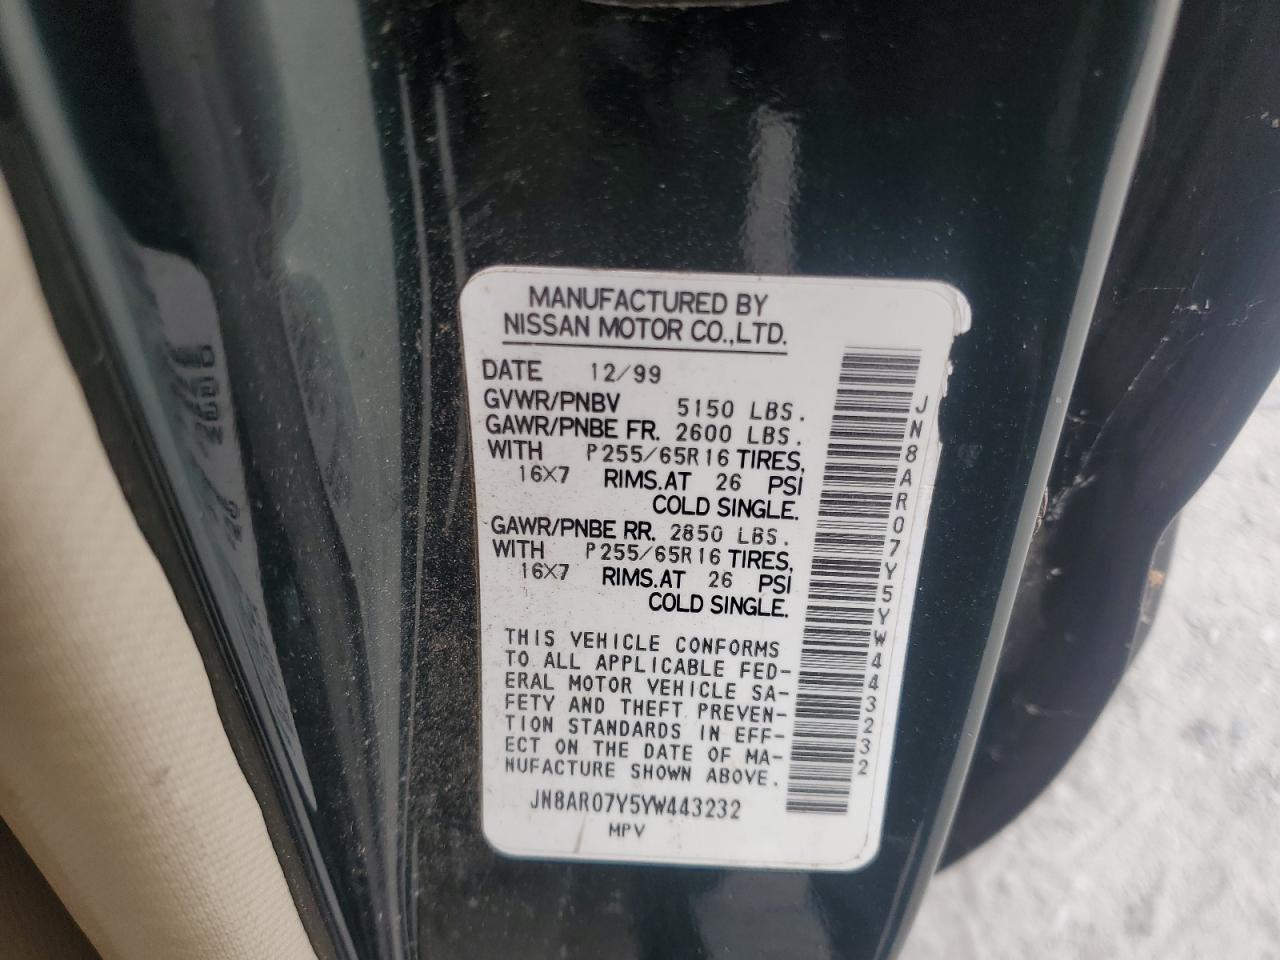 MANUFACTURED BY
NISSAN MOTOR CO.,LTD.
DATE 12/99
GVWR/PNBV 5150 LBS.
GAWR/PNBE FR. 2600 LBS.
WITH P255/65R16 TIRES,
16X7 RIMS.AT 26 PSI
COLD SINGLE.
GAWR/PNBE RR. 2850 LBS.
WITH P255/65R16 TIRES,
16X7 RIMS.AT 26 PSI
COLD SINGLE.
THIS VEHICLE CONFORMS
TO ALL APPLICABLE FED-
ERAL MOTOR VEHICLE SA-
FETY AND THEFT PREVEN-
TION STANDARDS IN EFF-
ECT ON THE DATE OF MA-
NUFACTURE SHOWN ABOVE.
JN8AR07Y5YW443232
MPV
JN8AR07Y5YW443232